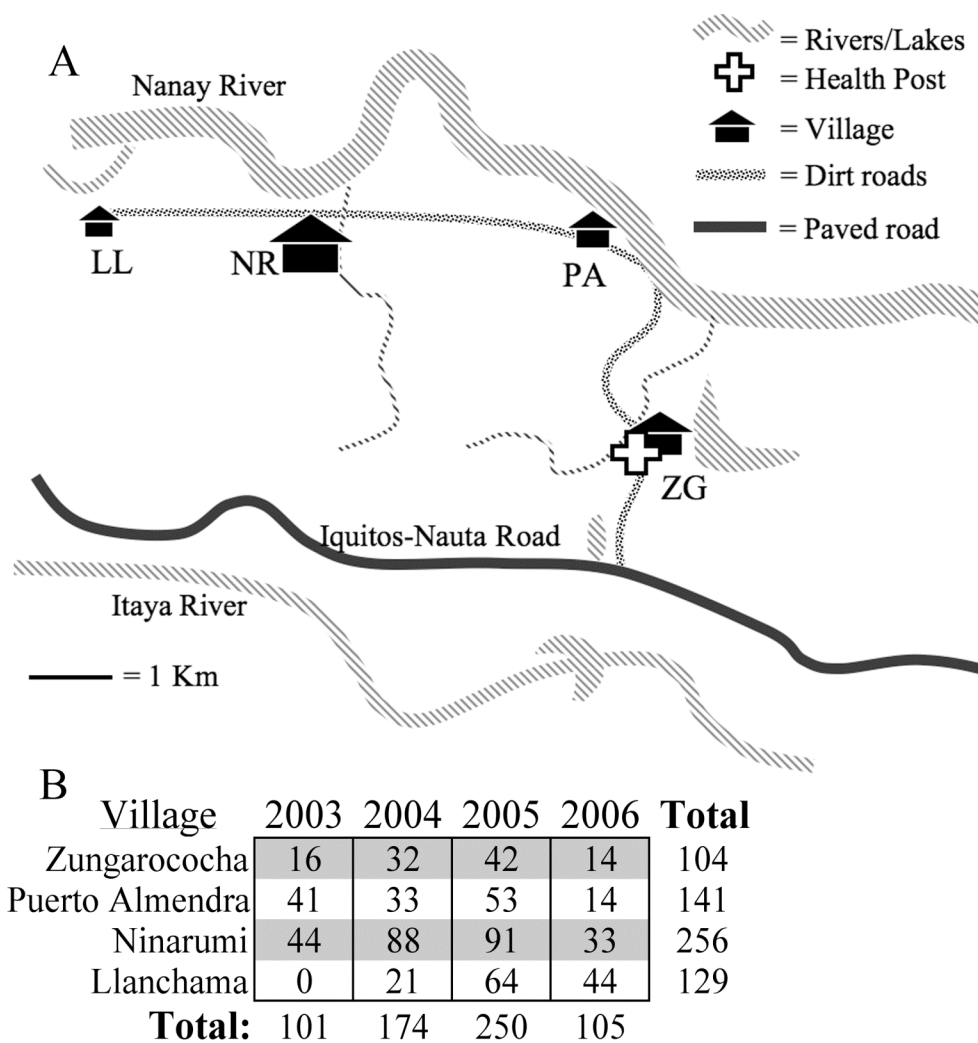 A
Nanay River
= Rivers/Lakes
= Health Post
= Village
= Dirt roads
= Paved road
LL
NR
PA
ZG
Iquitos-Nauta Road
Itaya River
= 1 Km
B
Village 2003 2004 2005 2006 Total
Zungarococha 16 32 42 14 104
Puerto Almendra 41 33 53 14 141
Ninarumi 44 88 91 33 256
Llanchama 0 21 64 44 129
Total: 101 174 250 105